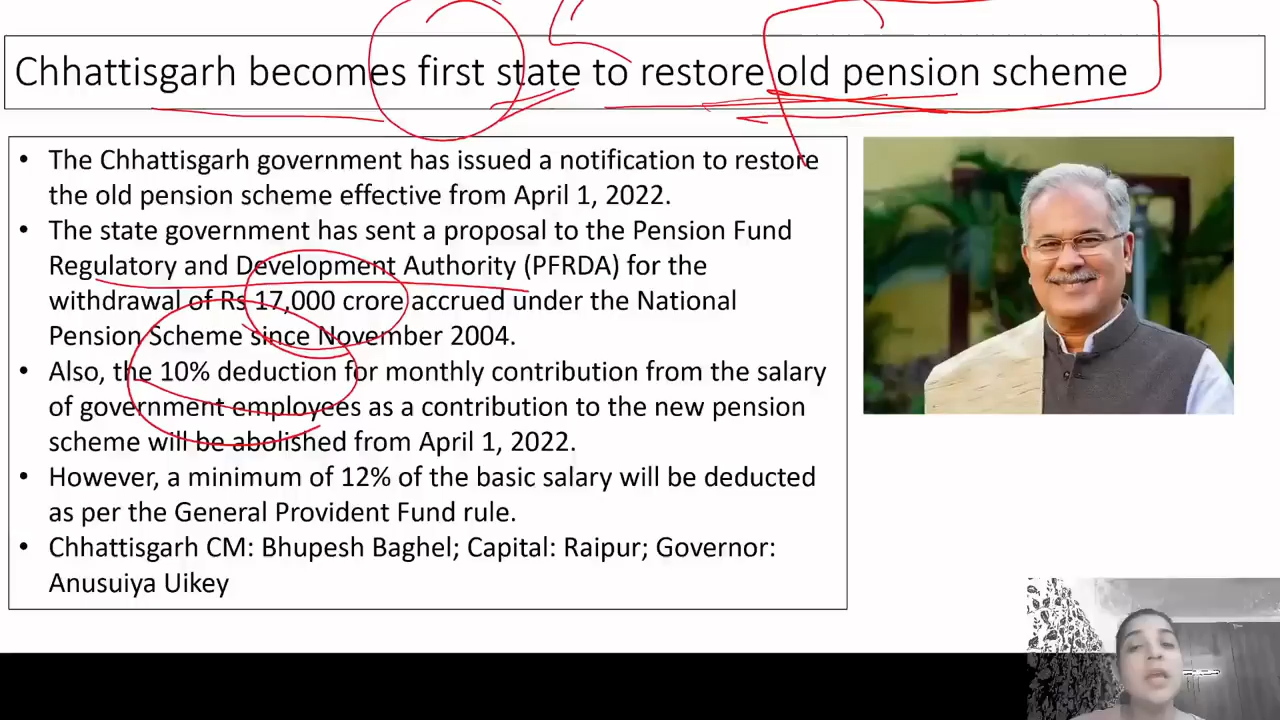 Chhattisgarh becomes first state to restore old pension scheme
• The Chhattisgarh government has issued a notification to restore
the old pension scheme effective from April 1, 2022.
• The state government has sent a proposal to the Pension Fund
Regulatory and Development Authority (PFRDA) for the
withdrawal of Rs 17,000 crore accrued under the National
Pension Scheme since November 2004.
• Also, the 10% deduction for monthly contribution from the salary
of government employees as a contribution to the new pension
scheme will be abolished from April 1, 2022.
• However, a minimum of 12% of the basic salary will be deducted
as per the General Provident Fund rule.
• Chhattisgarh CM: Bhupesh Baghel; Capital: Raipur; Governor:
Anusuiya Uikey